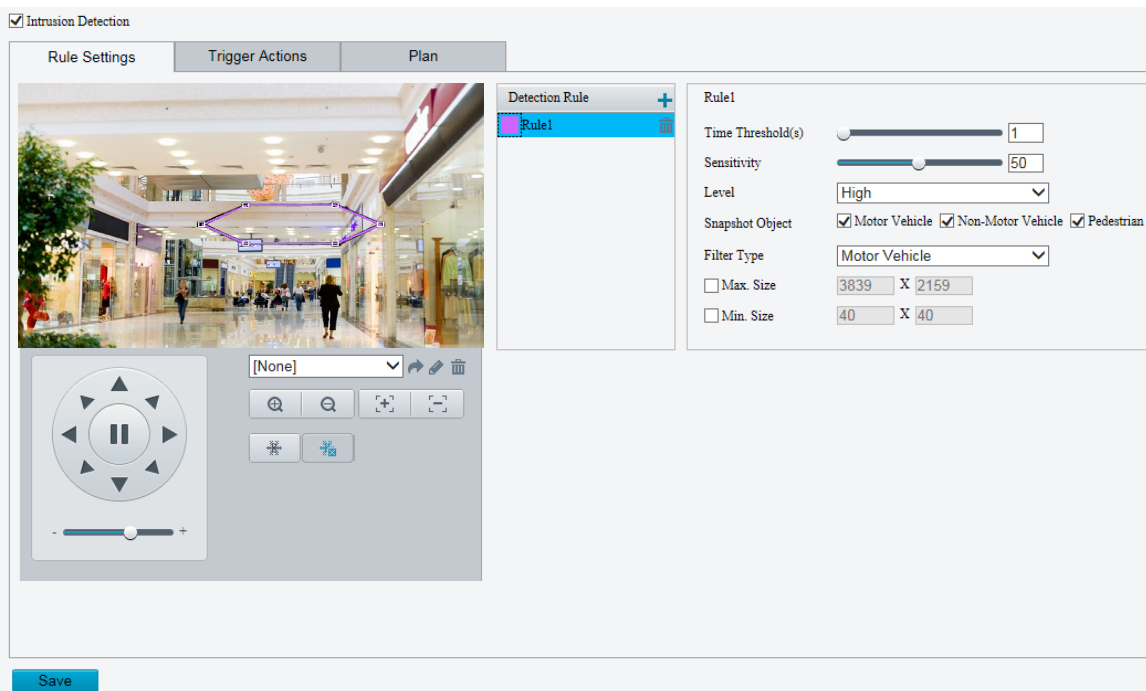 Intrusion Detection
Rule Settings Trigger Actions Plan
Detection Rule +
Rule1
Rule1
Time Threshold(s) 1
Sensitivity 50
Level High
Snapshot Object Motor Vehicle Non-Motor Vehicle Pedestrian
Filter Type Motor Vehicle
Max. Size 3839 X 2159
Min. Size 40 X 40
[None]
- +
Save